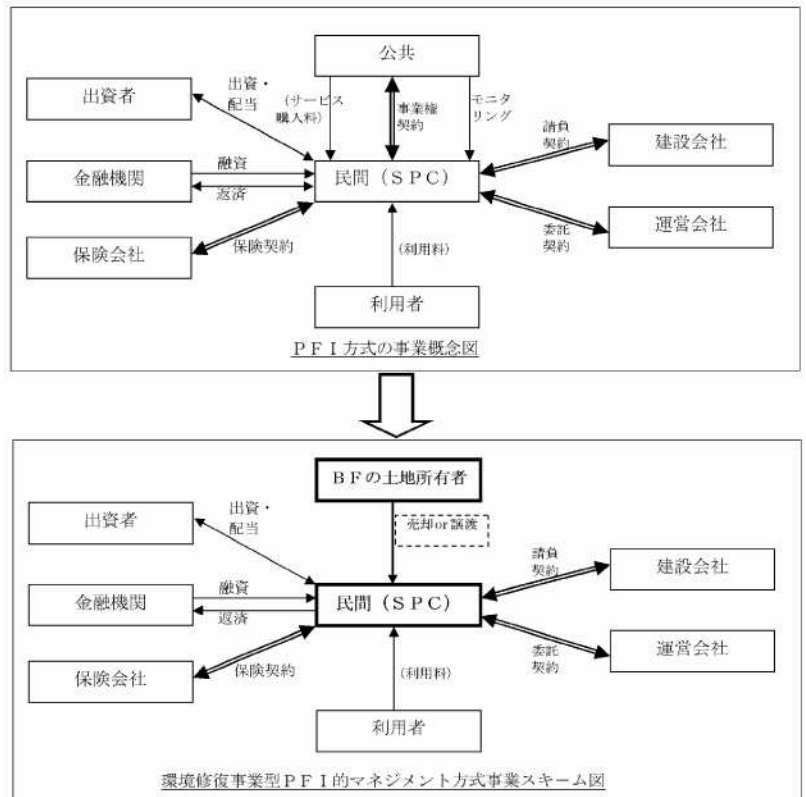 公共
出資者
出資・
配当
(サービス
購入料)
事業権
契約
モニタ
リング
請負
契約
建設会社
金融機関
融資
返済
民間(SPC)
保険会社
保険契約
(利用料)
委託
契約
運営会社
利用者
PFI方式の事業概念図
BFの土地所有者
出資者
出資・
配当
売却or譲渡
請負
契約
建設会社
金融機関
融資
返済
民間(SPC)
保険会社
保険契約
(利用料)
委託
契約
運営会社
利用者
環境修復事業型PFI的マネジメント方式事業スキーム図